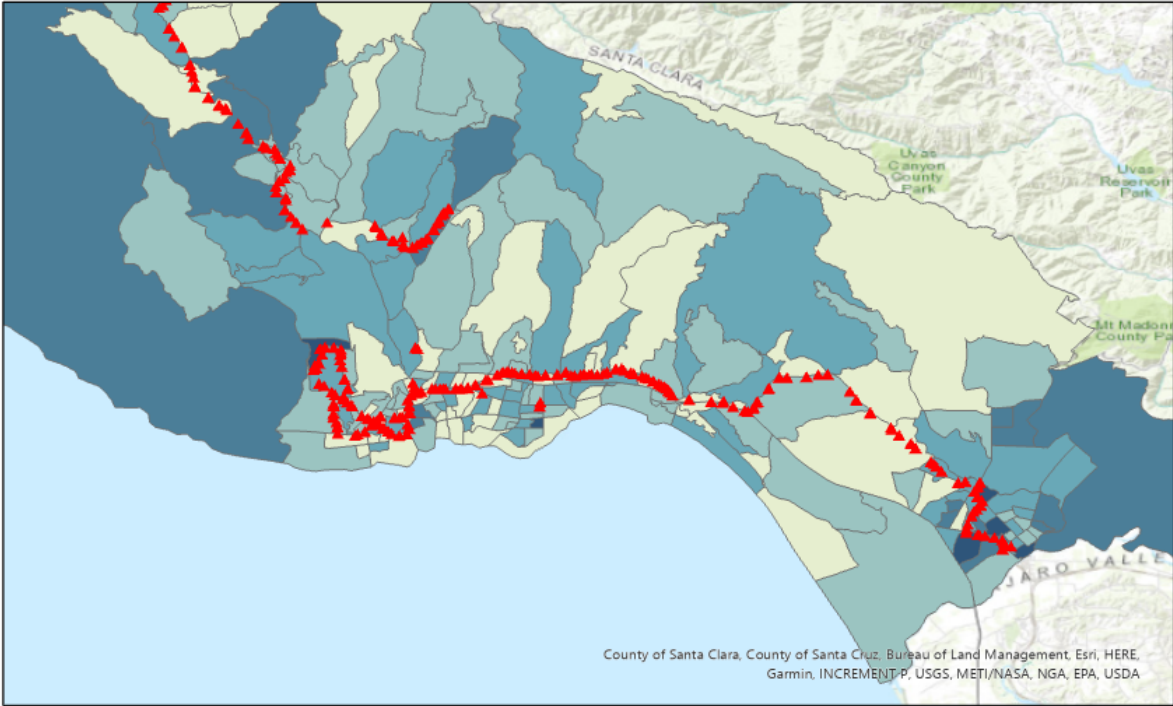 SANTA CLARA
Uvas
Canyon
County
Park
Uvas
Reservoir
Park
Mt Madonn
County Pa
AJARO VALLE
County of Santa Clara, County of Santa Cruz, Bureau of Land Management, Esri, HERE,
Garmin, INCREMENT P, USGS, METI/NASA, NGA, EPA, USDA